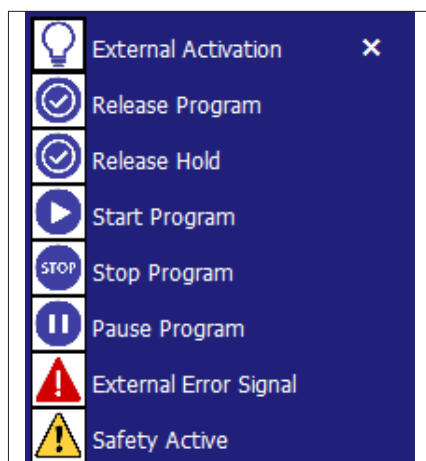 External Activation ×
Release Program
Release Hold
Start Program
STOP Stop Program
Pause Program
External Error Signal
Safety Active